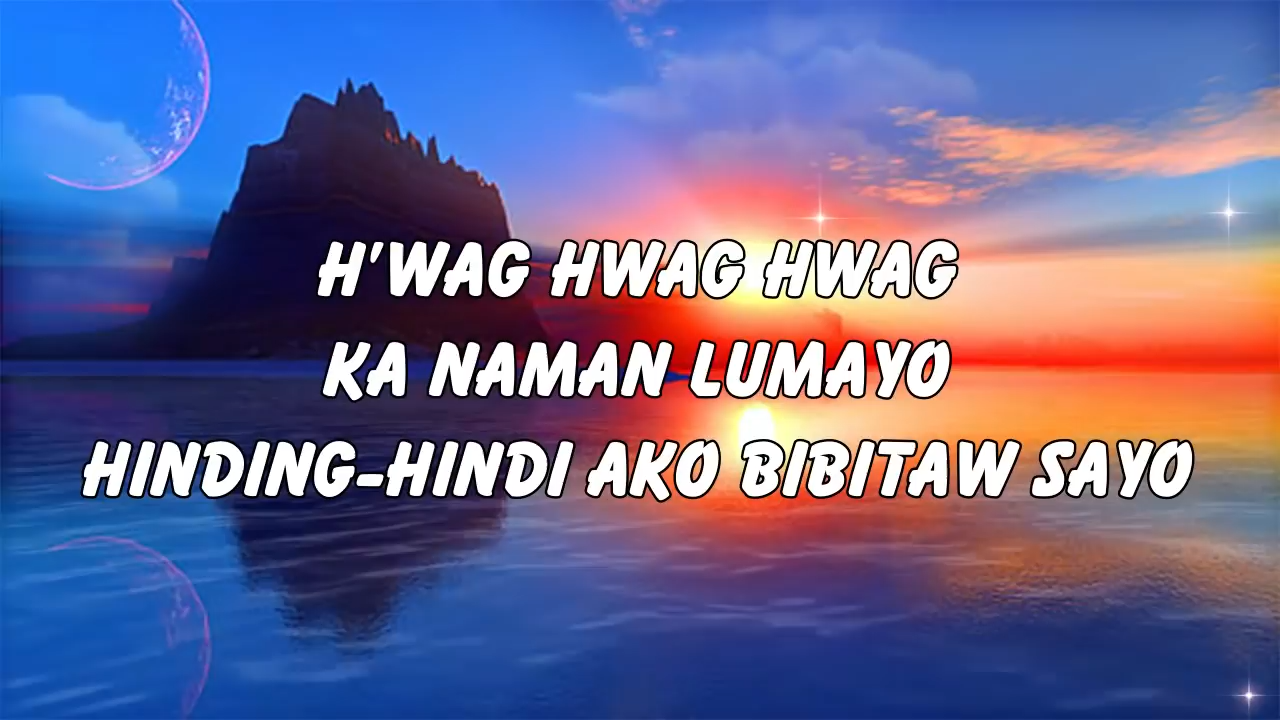 H'WAG HWAG HWAG
KA NAMAN LUMAYO
HINDING-HINDI AKO BIBITAW SAYO